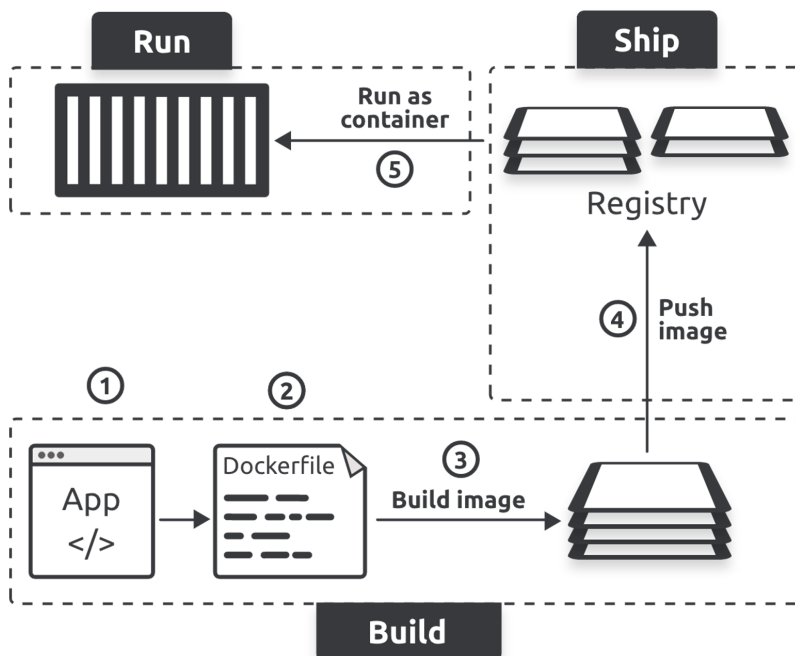 Run
Ship
Run as
container
5
Registry
4
Push
image
1
2
App
</>
Dockerfile
3
Build image
Build